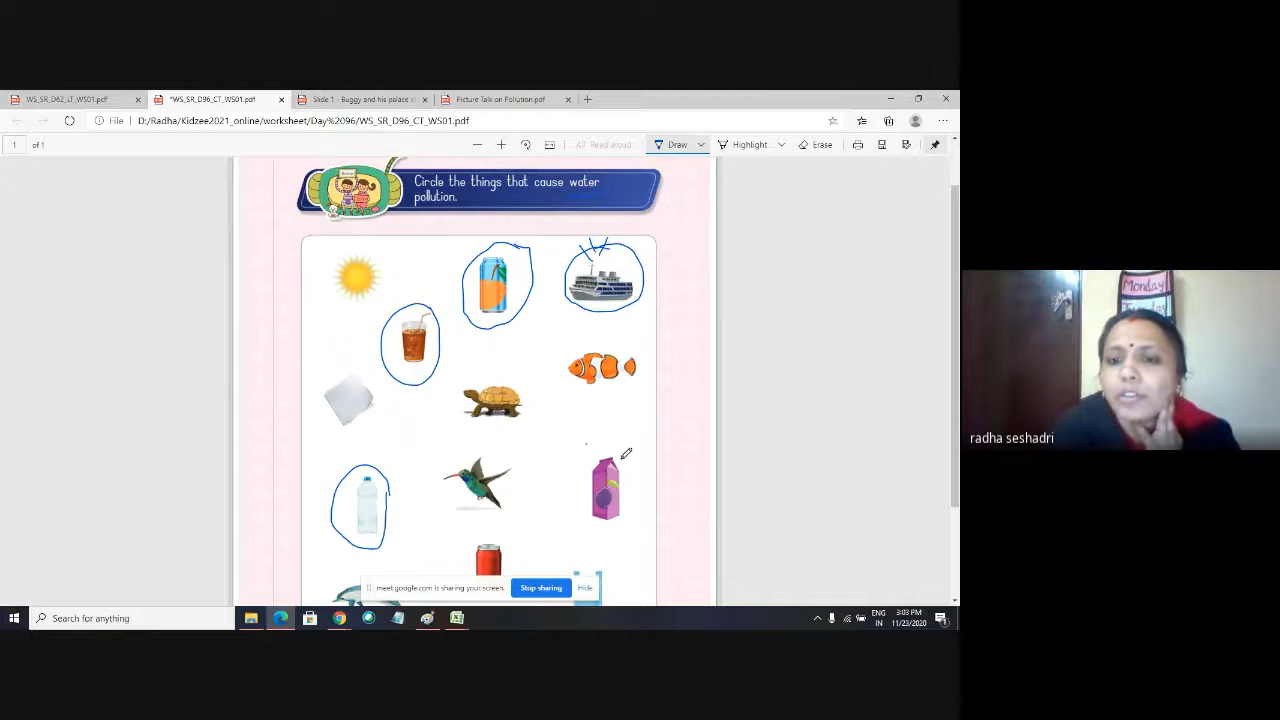 WS_SR_D62_LT_WS01.pdf
*WS_SR_D96_CT_WS01.pdf
Slide 1 - Buggy and his palace
Picture Talk on Pollution.pdf
File
D:/Radha/Kidzee2021_online/worksheet/Day%2096/WS_SR_D96_CT_WS01.pdf
1 of 1
Read aloud
Draw
Highlight
Erase
Circle the things that cause water
pollution.
Monday
radha seshadri
meet.google.com is sharing your screen.
Stop sharing
Hide
Search for anything
ENG
IN
3:03 PM
11/23/2020